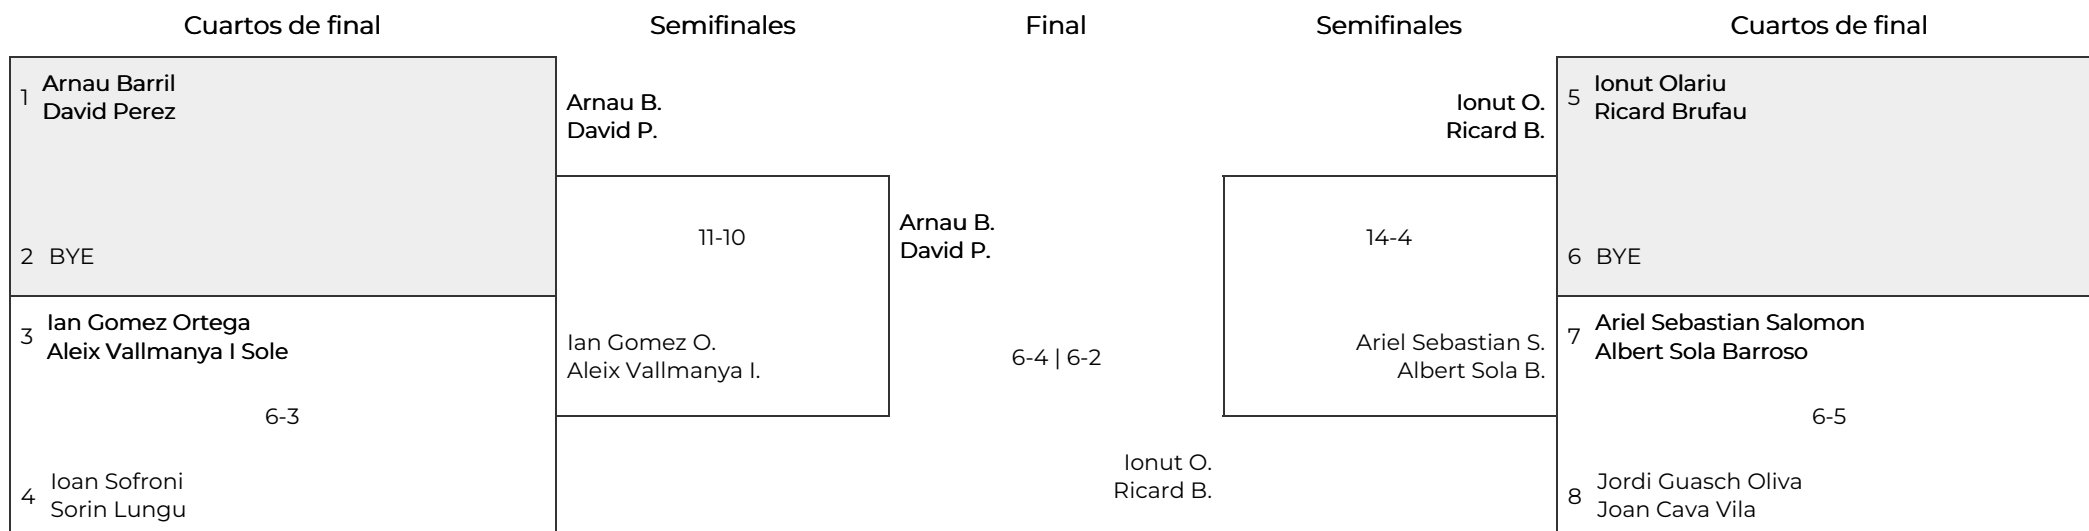 Cuartos de final
Semifinales
Final
Semifinales
Cuartos de final
1
Arnau Barril
David Perez
2 BYE
3
Ian Gomez Ortega
Aleix Vallmanya I Sole
6-3
4
Ioan Sofroni
Sorin Lungu
Arnau B.
David P.
11-10
Ian Gomez O.
Aleix Vallmanya I.
Arnau B.
David P.
6-4 | 6-2
Ionut O.
Ricard B.
Ionut O.
Ricard B.
14-4
Ariel Sebastian S.
Albert Sola B.
5
Ionut Olariu
Ricard Brufau
6 BYE
7
Ariel Sebastian Salomon
Albert Sola Barroso
6-5
8
Jordi Guasch Oliva
Joan Cava Vila